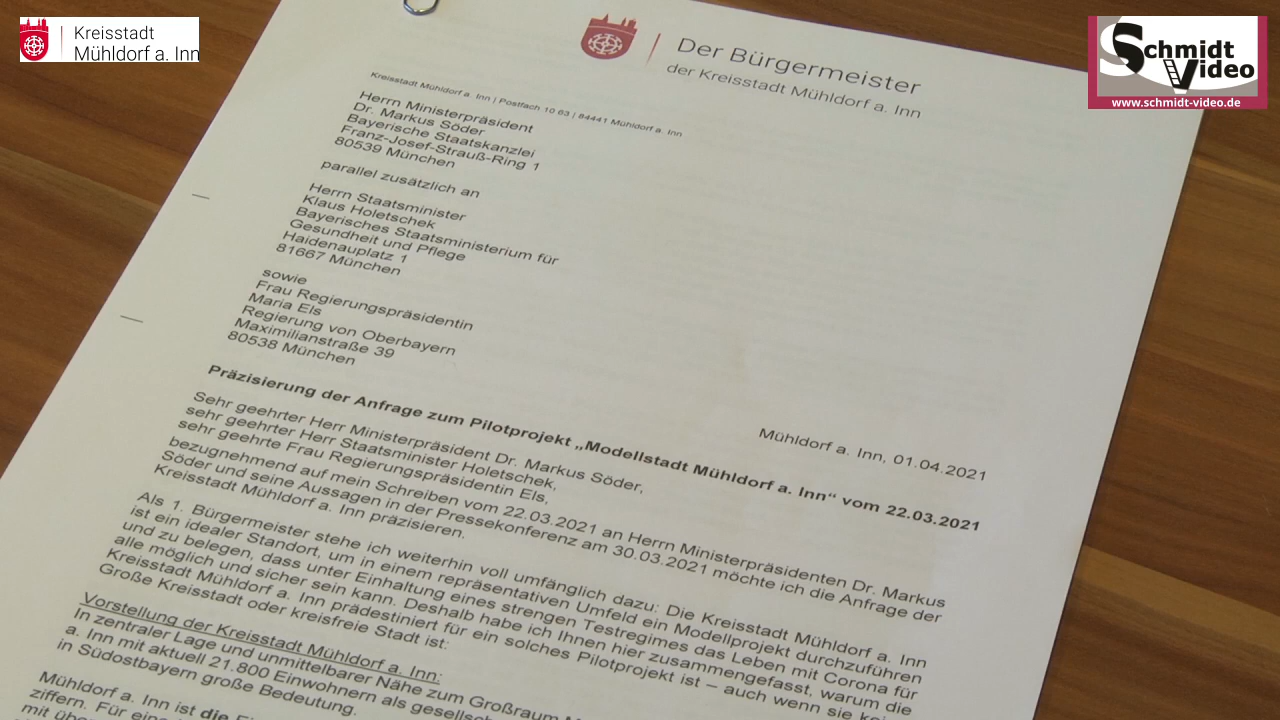 Kreisstadt
Mühldorf a. Inn
Schmidt
Video
www.schmidt-video.de
Der Bürgermeister
der Kreisstadt Mühldorf a. Inn
Kreisstadt Mühldorf a. Inn | Postfach 10 63 | 84441 Mühldorf a. Inn
Herrn Ministerpräsident
Dr. Markus Söder
Bayerische Staatskanzlei
Franz-Josef-Strauß-Ring 1
80539 München
parallel zusätzlich an
Herrn Staatsminister
Klaus Holetschek
Bayerisches Staatsministerium für
Gesundheit und Pflege
Haidenauplatz 1
81667 München
sowie
Frau Regierungspräsidentin
Maria Els
Regierung von Oberbayern
Maximilianstraße 39
80538 München
Mühldorf a. Inn, 01.04.2021
Präzisierung der Anfrage zum Pilotprojekt „Modellstadt Mühldorf a. Inn“ vom 22.03.2021
Sehr geehrter Herr Ministerpräsident Dr. Markus Söder,
sehr geehrter Herr Staatsminister Holetschek,
sehr geehrte Frau Regierungspräsidentin Els,
bezugnehmend auf mein Schreiben vom 22.03.2021 an Herrn Ministerpräsidenten Dr. Markus
Söder und seine Aussagen in der Pressekonferenz am 30.03.2021 möchte ich die Anfrage der
Kreisstadt Mühldorf a. Inn präzisieren.
Als 1. Bürgermeister stehe ich weiterhin voll umfänglich dazu: Die Kreisstadt Mühldorf a. Inn
ist ein idealer Standort, um in einem repräsentativen Umfeld ein Modellprojekt durchzuführen
und zu belegen, dass unter Einhaltung eines strengen Testregimes das Leben mit Corona für
alle möglich und sicher sein kann. Deshalb habe ich Ihnen hier zusammengefasst, warum die
Kreisstadt Mühldorf a. Inn prädestiniert für ein solches Pilotprojekt ist – auch wenn sie
Große Kreisstadt oder kreisfreie Stadt ist:
Vorstellung der Kreisstadt Mühldorf a. Inn:
In zentraler Lage und unmittelbarer Nähe zum Großraum
a. Inn mit aktuell 21.800 Einwohnern als
in Südostbayern große Bedeutung.
Mühldorf a. Inn ist die
ziffern. Für
mit